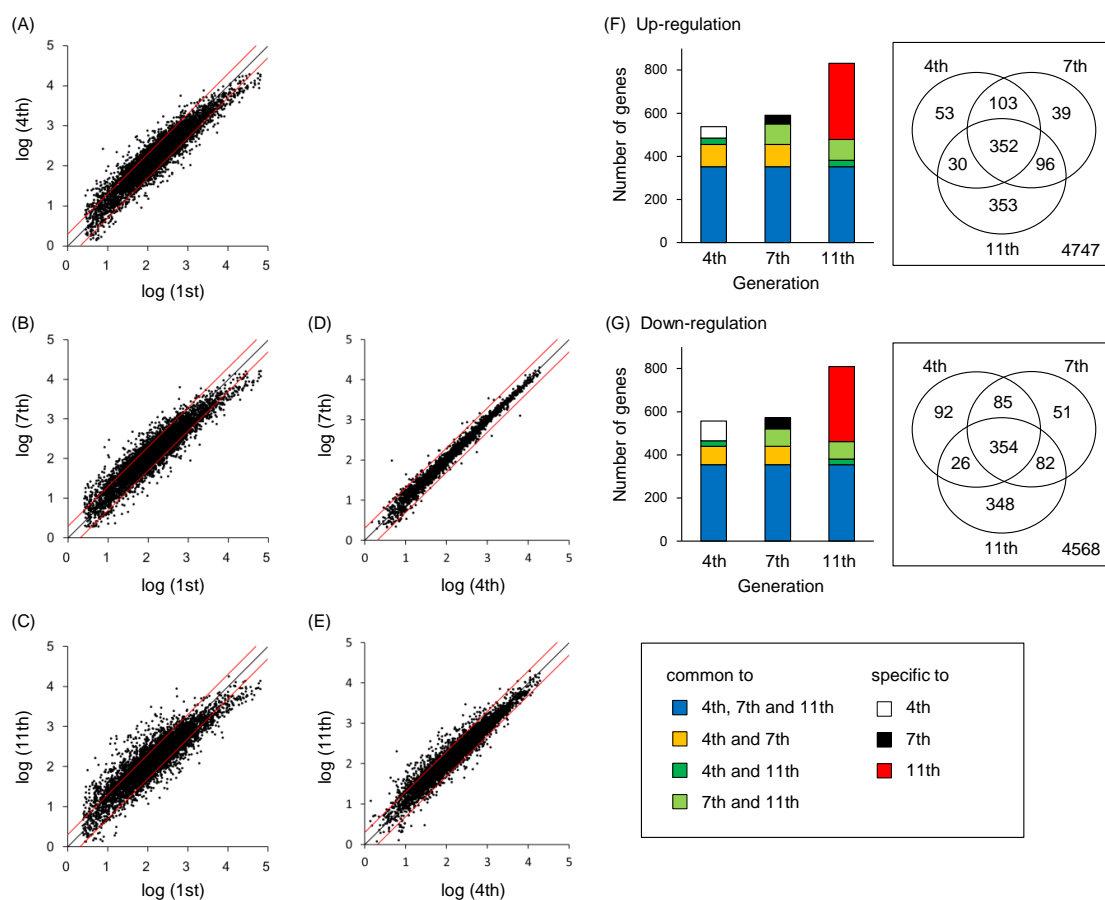 (A)
log (4th)
5
4
3
2
1
0
0 1 2 3 4 5
log (1st)
(B)
log (7th)
5
4
3
2
1
0
0 1 2 3 4 5
log (1st)
(C)
log (11th)
5
4
3
2
1
0
0 1 2 3 4 5
log (1st)
(D)
log (7th)
5
4
3
2
1
0
0 1 2 3 4 5
log (4th)
(E)
log (11th)
5
4
3
2
1
0
0 1 2 3 4 5
log (4th)
(F) Up-regulation
Number of genes
800
600
400
200
0
4th 7th 11th
Generation
4th 7th
53 103 39
352
30 96
353
11th 4747
(G) Down-regulation
Number of genes
800
600
400
200
0
4th 7th 11th
Generation
4th 7th
92 85 51
354
26 82
348
11th 4568
common to
4th, 7th and 11th
4th and 7th
4th and 11th
7th and 11th
specific to
4th
7th
11th